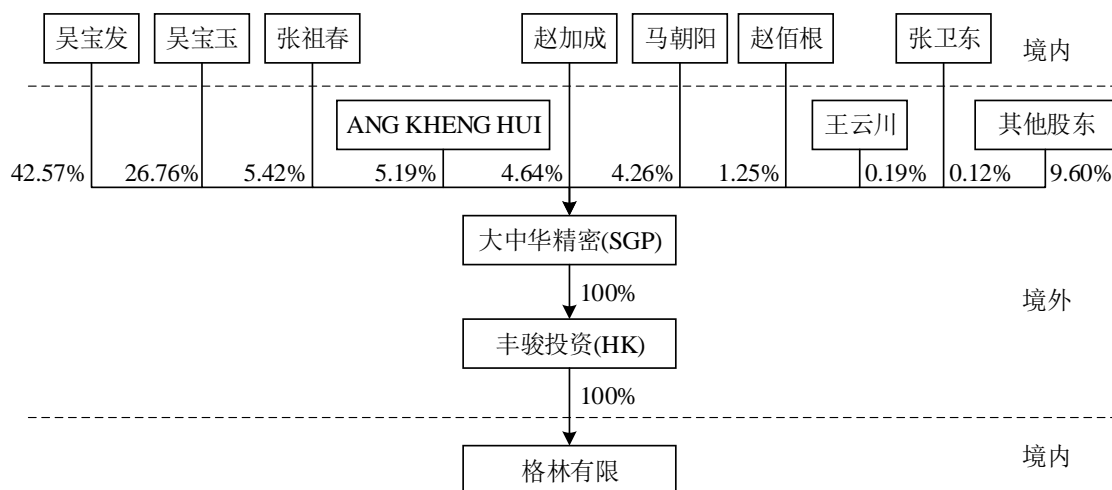 吴宝发
吴宝玉
张祖春
赵加成
马朝阳
赵佰根
张卫东
境内
ANG KHENG HUI
王云川
其他股东
42.57%
26.76%
5.42%
5.19%
4.64%
4.26%
1.25%
0.19%
0.12%
9.60%
大中华精密(SGP)
100%
境外
丰骏投资(HK)
100%
境内
格林有限